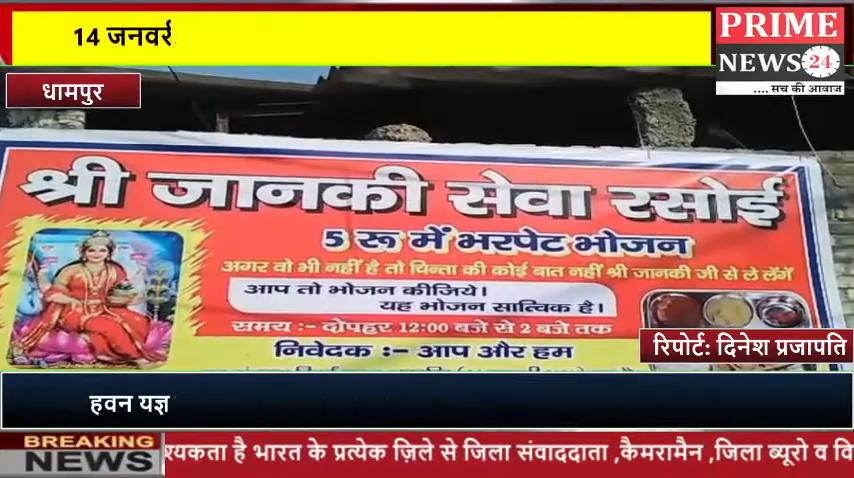 14 जनवरी
PRIME
NEWS 24
.... सच की आवाज
धामपुर
श्री जानकी सेवा रसोई
5 रू में भरपेट भोजन
अगर वो भी नहीं है तो चिन्ता की कोई बात नहीं श्री जानकी जी से ले लेंगें
आप तो भोजन कीजिये।
यह भोजन सात्विक है।
समय :- दोपहर 12:00 बजे से 2 बजे तक
निवेदक :- आप और हम
रिपोर्ट: दिनेश प्रजापति
हवन यज्ञ
BREAKING
NEWS
श्यकता है भारत के प्रत्येक ज़िले से जिला संवाददाता ,कैमरामैन ,जिला ब्यूरो व वि